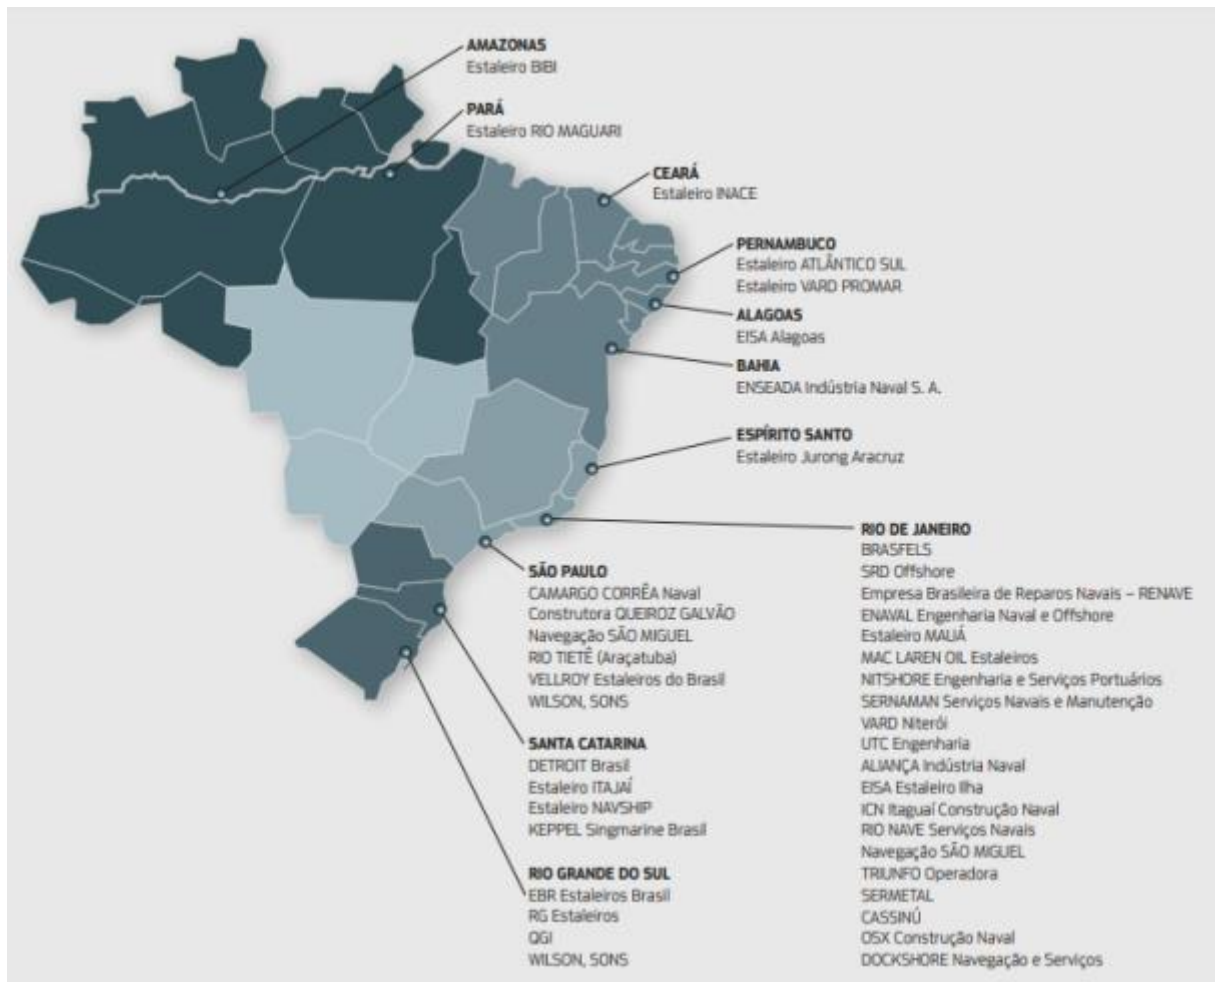 AMAZONAS
Estaleiro BIBI
PARÁ
Estaleiro RIO MAGUARI
CEARÁ
Estaleiro INACE
PERNAMBUCO
Estaleiro ATLÂNTICO SUL
Estaleiro VARD PROMAR
ALAGOAS
EISA Alagoas
BAHIA
ENSEADA Indústria Naval S. A.
ESPÍRITO SANTO
Estaleiro Jurong Aracruz
RIO DE JANEIRO
BRASFELS
SRD Offshore
Empresa Brasileira de Reparos Navais – RENAVE
ENAVAL Engenharia Naval e Offshore
Estaleiro MAUÁ
MAC LAREN OIL Estaleiros
NITSHORE Engenharia e Serviços Portuários
SERNAMAN Serviços Navais e Manutenção
VARD Niterói
UTC Engenharia
ALIANÇA Indústria Naval
EISA Estaleiro Ilha
ICN Itaguaí Construção Naval
RIO NAVE Serviços Navais
Navegação SÃO MIGUEL
TRIUNFO Operadora
SERMETAL
CASSINÚ
OSX Construção Naval
DOCKSHORE Navegação e Serviços
SÃO PAULO
CAMARGO CORRÊA Naval
Construtora QUEIROZ GALVÃO
Navegação SÃO MIGUEL
RIO TIETÊ (Araçatuba)
VELLROY Estaleiros do Brasil
WILSON, SONS
SANTA CATARINA
DETROIT Brasil
Estaleiro ITAJAÍ
Estaleiro NAVSHIP
KEPPEL Singmarine Brasil
RIO GRANDE DO SUL
EBR Estaleiros Brasil
RG Estaleiros
QGI
WILSON, SONS